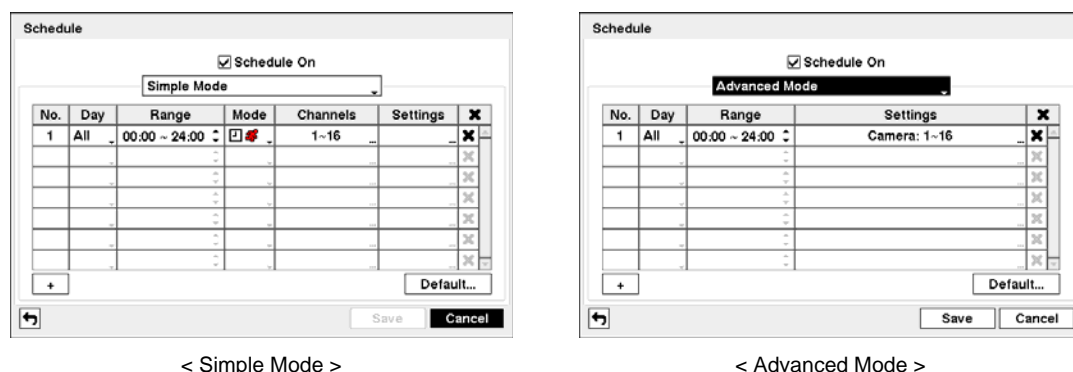 Schedule
Schedule On
Simple Mode
No. Day Range Mode Channels Settings
1 All 00:00 ~ 24:00 1~16 ...
+ Default...
Save Cancel
< Simple Mode >
Schedule
Schedule On
Advanced Mode
No. Day Range Settings
1 All 00:00 ~ 24:00 Camera: 1~16 ...
+ Default...
Save Cancel
< Advanced Mode >